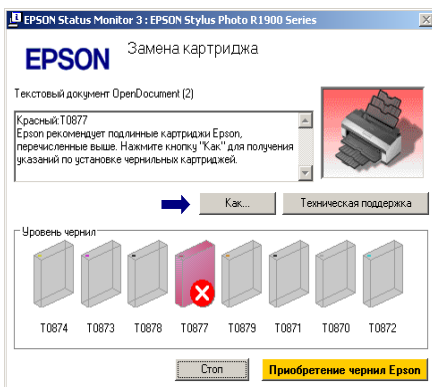 EPSON Status Monitor 3 : EPSON Stylus Photo R1900 Series
EPSON
Замена картриджа
Текстовый документ OpenDocument (2)
Красный:T0877
Epson рекомендует подлинные картриджи Epson,
перечисленные выше. Нажмите кнопку "Как" для получения
указаний по установке чернильных картриджей.
Как...
Техническая поддержка
Уровень чернил
T0874 T0873 T0878 T0877 T0879 T0871 T0870 T0872
Стоп
Приобретение чернил Epson